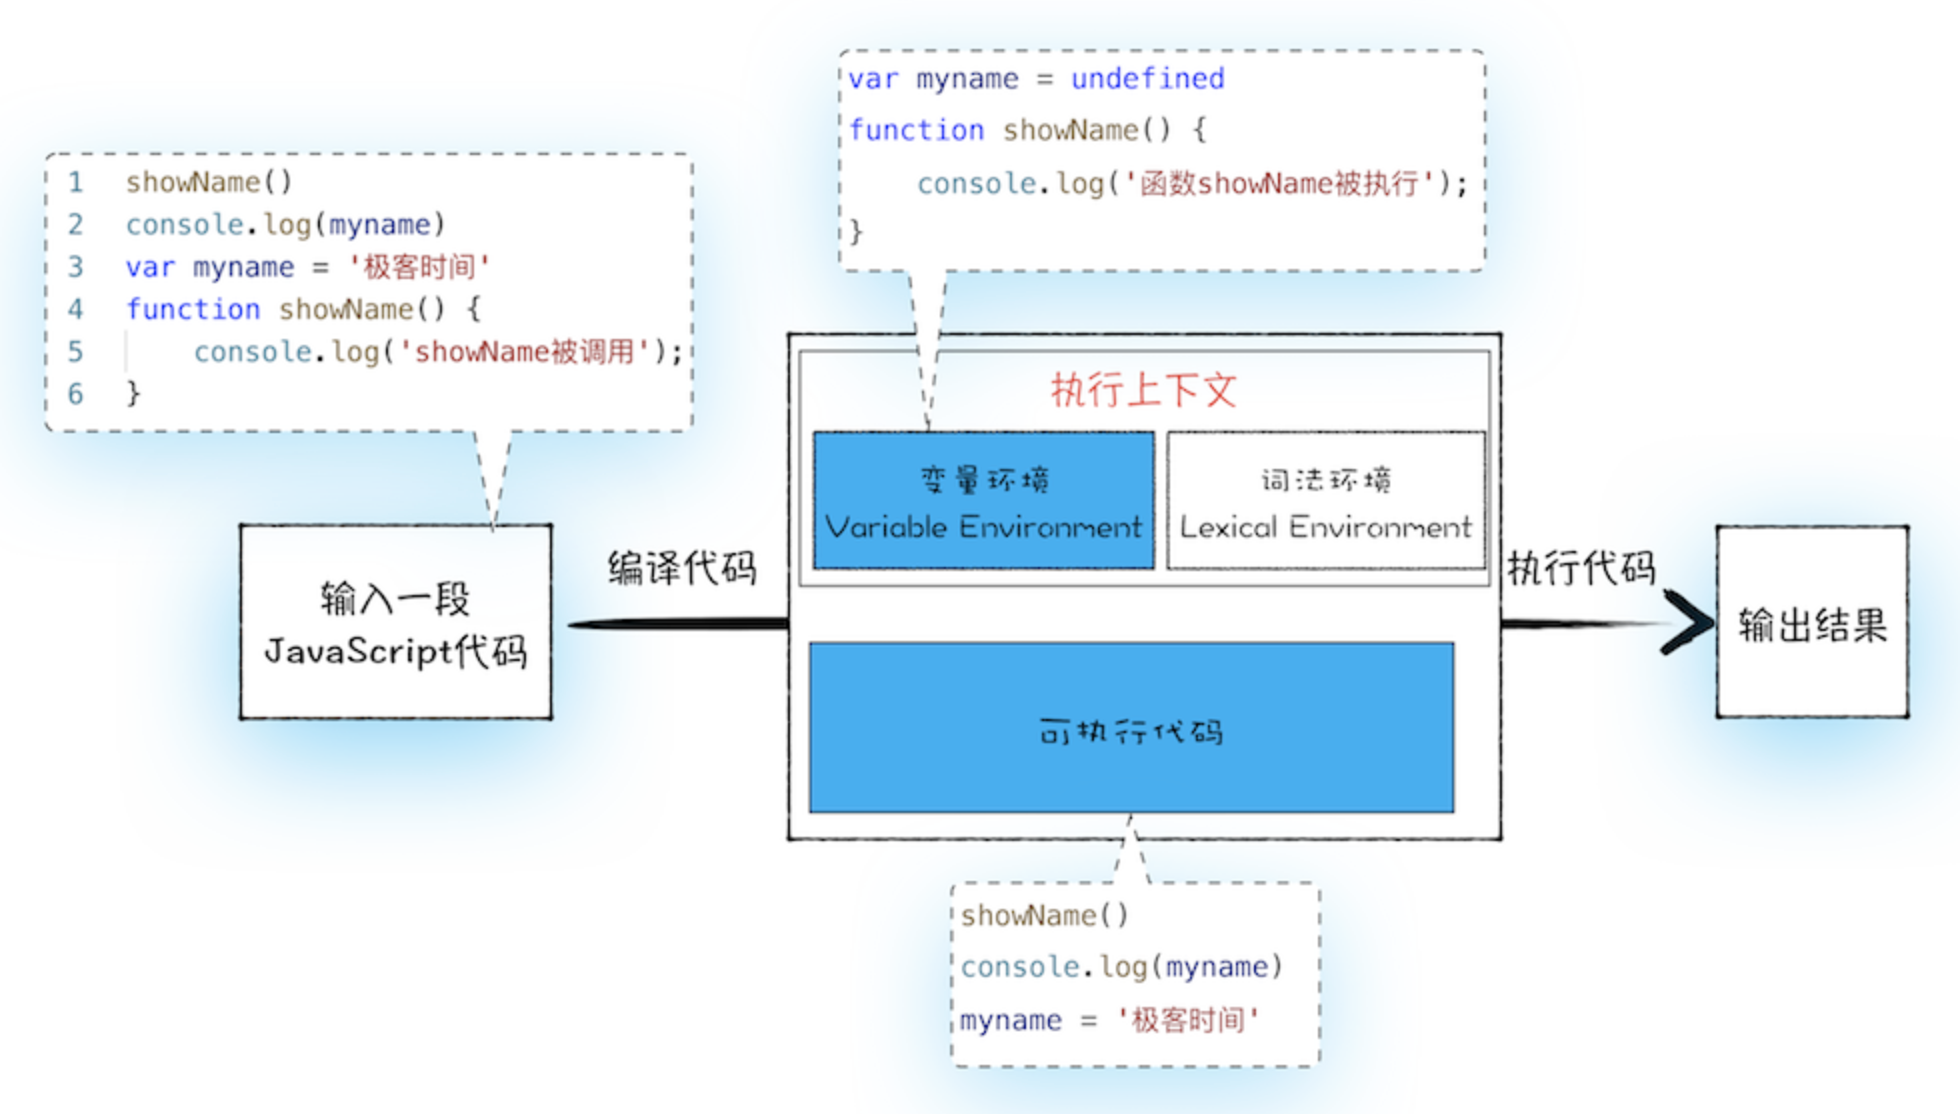 var myname = undefined
function showName() {
console.log('函数showName被执行');
}
1 showName()
2 console.log(myname)
3 var myname = '极客时间'
4 function showName() {
5 console.log('showName被调用');
6 }
执行上下文
变量环境
Variable Environment
词法环境
Lexical Environment
输入一段
JavaScript代码
编译代码
执行代码
输出结果
可执行代码
showName()
console.log(myname)
myname = '极客时间'